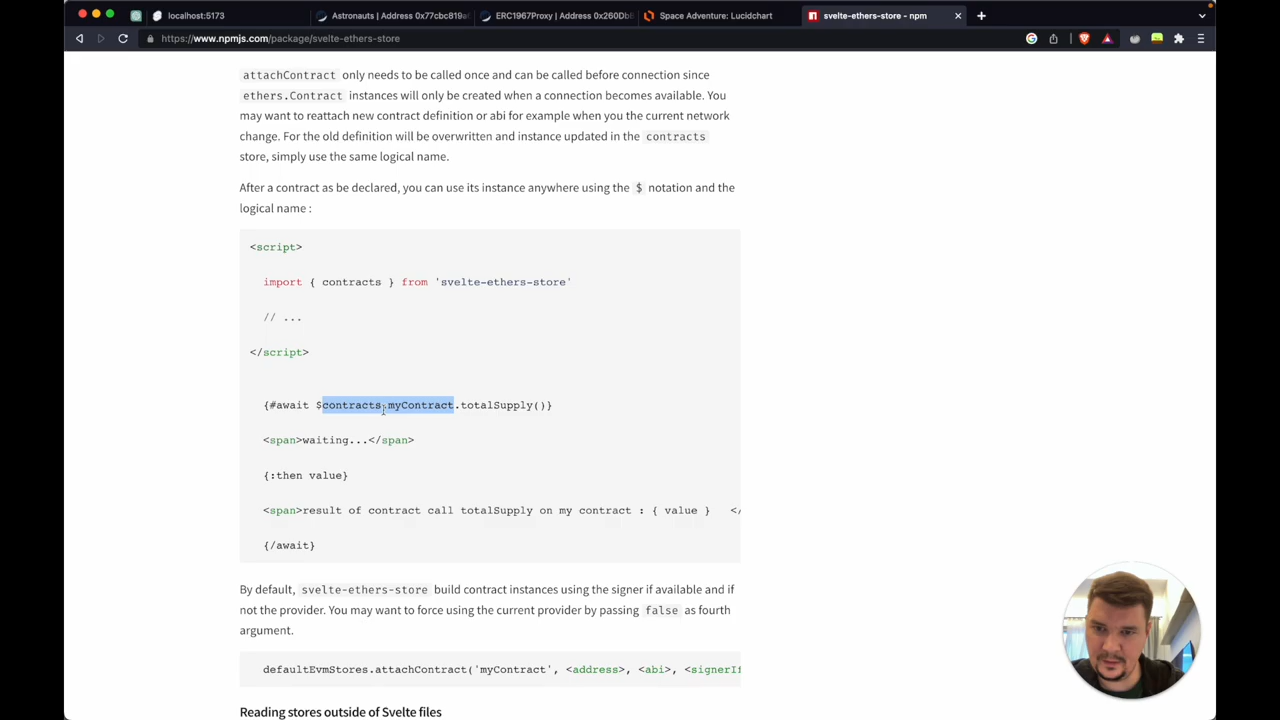 localhost:5173
Astronauts | Address 0x77cbc819a
ERC1967Proxy | Address 0x260DbE
Space Adventure: Lucidchart
svelte-ethers-store - npm
https://www.npmjs.com/package/svelte-ethers-store
attachContract only needs to be called once and can be called before connection since
ethers.Contract instances will only be created when a connection becomes available. You
may want to reattach new contract definition or abi for example when you the current network
change. For the old definition will be overwritten and instance updated in the contracts
store, simply use the same logical name.
After a contract as be declared, you can use its instance anywhere using the $ notation and the
logical name :
<script>
import { contracts } from 'svelte-ethers-store'
// ...
</script>
{#await $contracts.myContract.totalSupply()}
<span>waiting...</span>
{:then value}
<span>result of contract call totalSupply on my contract : { value } </
{/await}
By default, svelte-ethers-store build contract instances using the signer if available and if
not the provider. You may want to force using the current provider by passing false as fourth
argument.
defaultEvmStores.attachContract('myContract', <address>, <abi>, <signerIf
Reading stores outside of Svelte files